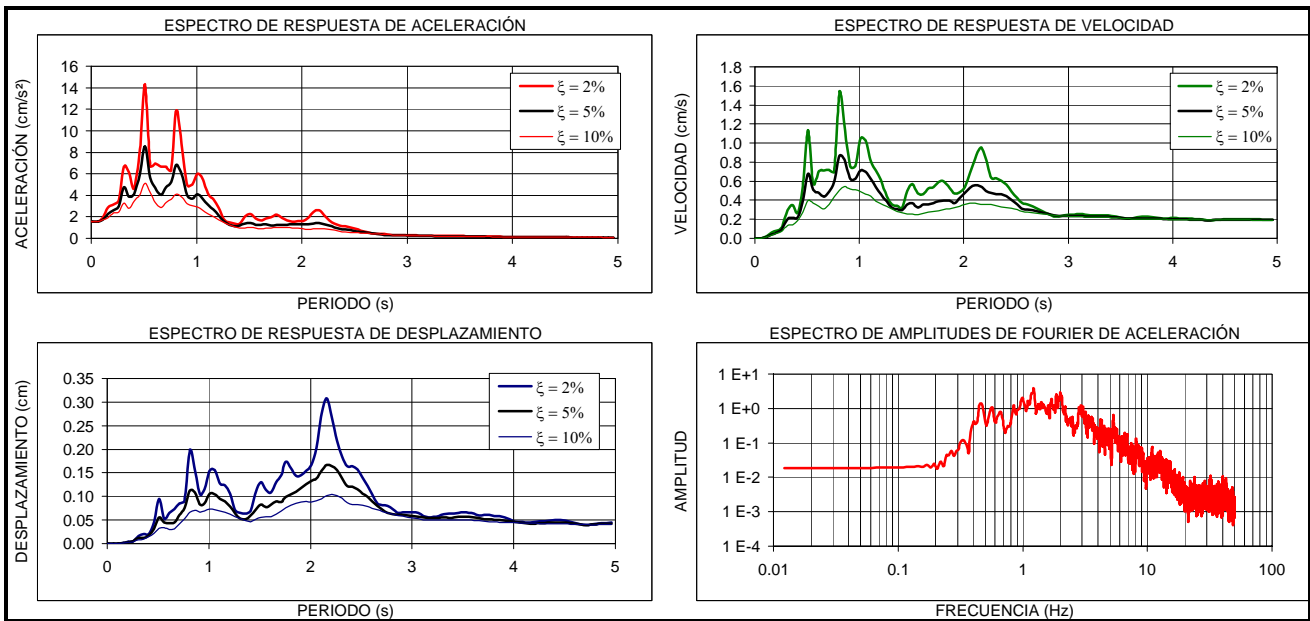 ESPECTRO DE RESPUESTA DE ACELERACIÓN
ACELERACIÓN (cm/s²)
16
14
12
10
8
6
4
2
0
ξ = 2%
ξ = 5%
ξ = 10%
0 1 2 3 4 5
PERIODO (s)
ESPECTRO DE RESPUESTA DE VELOCIDAD
VELOCIDAD (cm/s)
1.8
1.6
1.4
1.2
1.0
0.8
0.6
0.4
0.2
0.0
ξ = 2%
ξ = 5%
ξ = 10%
0 1 2 3 4 5
PERIODO (s)
ESPECTRO DE RESPUESTA DE DESPLAZAMIENTO
DESPLAZAMIENTO (cm)
0.35
0.30
0.25
0.20
0.15
0.10
0.05
0.00
ξ = 2%
ξ = 5%
ξ = 10%
0 1 2 3 4 5
PERIODO (s)
ESPECTRO DE AMPLITUDES DE FOURIER DE ACELERACIÓN
AMPLITUD
1 E+1
1 E+0
1 E-1
1 E-2
1 E-3
1 E-4
0.01 0.1 1 10 100
FRECUENCIA (Hz)